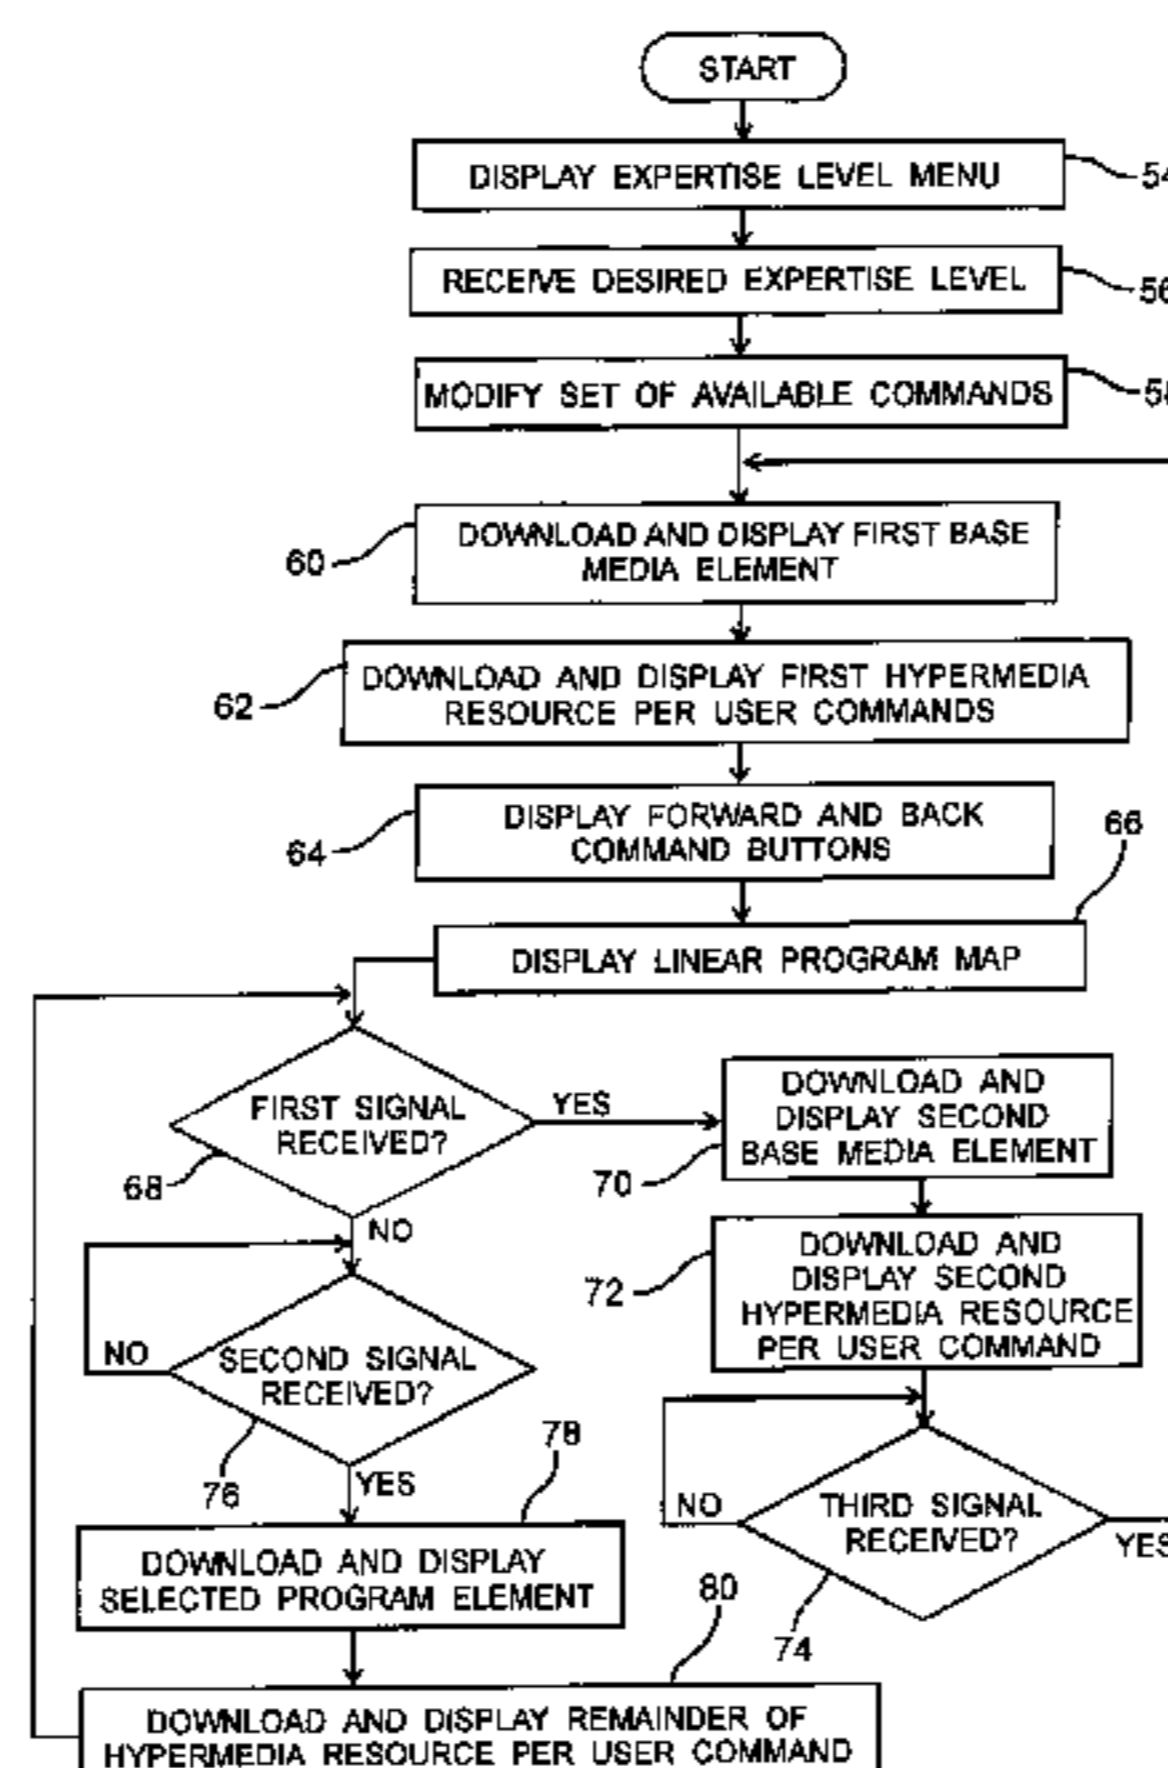 START
DISPLAY EXPERTISE LEVEL MENU
54
RECEIVE DESIRED EXPERTISE LEVEL
56
MODIFY SET OF AVAILABLE COMMANDS
58
DOWNLOAD AND DISPLAY FIRST BASE
MEDIA ELEMENT
60
DOWNLOAD AND DISPLAY FIRST HYPERMEDIA
RESOURCE PER USER COMMANDS
62
DISPLAY FORWARD AND BACK
COMMAND BUTTONS
64
66
DISPLAY LINEAR PROGRAM MAP
FIRST SIGNAL
RECEIVED?
68
YES
NO
DOWNLOAD AND
DISPLAY SECOND
BASE MEDIA ELEMENT
70
DOWNLOAD AND
DISPLAY SECOND
HYPERMEDIA RESOURCE
PER USER COMMAND
72
NO
SECOND SIGNAL
RECEIVED?
76
YES
78
NO
THIRD SIGNAL
RECEIVED?
YES
74
DOWNLOAD AND DISPLAY
SELECTED PROGRAM ELEMENT
80
DOWNLOAD AND DISPLAY REMAINDER OF
HYPERMEDIA RESOURCE PER USER COMMAND